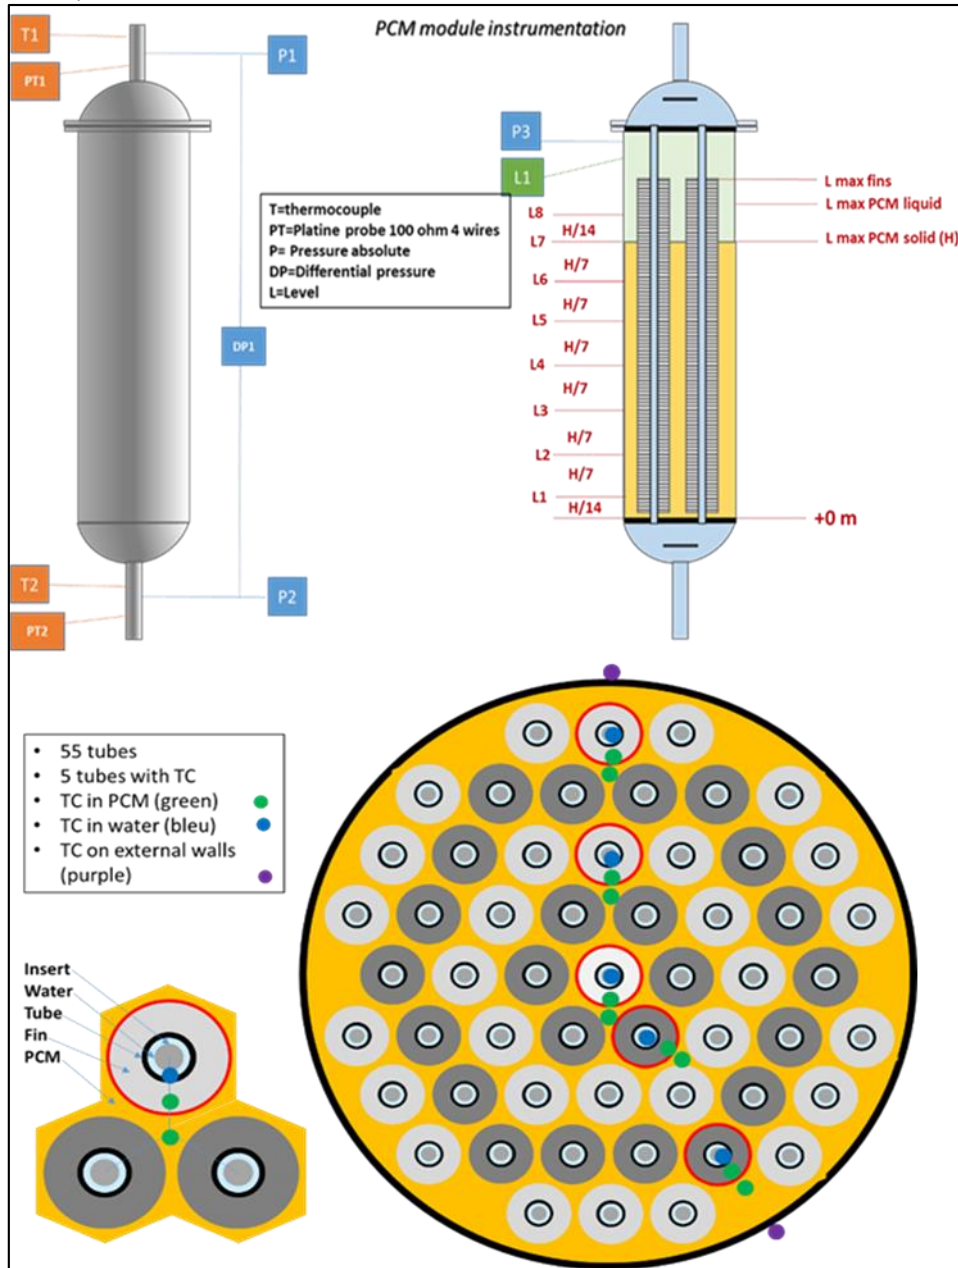 PCM module instrumentation
T1
PT1
P1
DP1
T2
PT2
P2
T=thermocouple
PT=Platine probe 100 ohm 4 wires
P= Pressure absolute
DP=Differential pressure
L=Level
P3
L1
L8
H/14
L7
H/7
L6
H/7
L5
H/7
L4
H/7
L3
H/7
L2
H/7
L1
H/14
L max fins
L max PCM liquid
L max PCM solid (H)
+0 m
• 55 tubes
• 5 tubes with TC
• TC in PCM (green)
• TC in water (bleu)
• TC on external walls
(purple)
Insert
Water
Tube
Fin
PCM